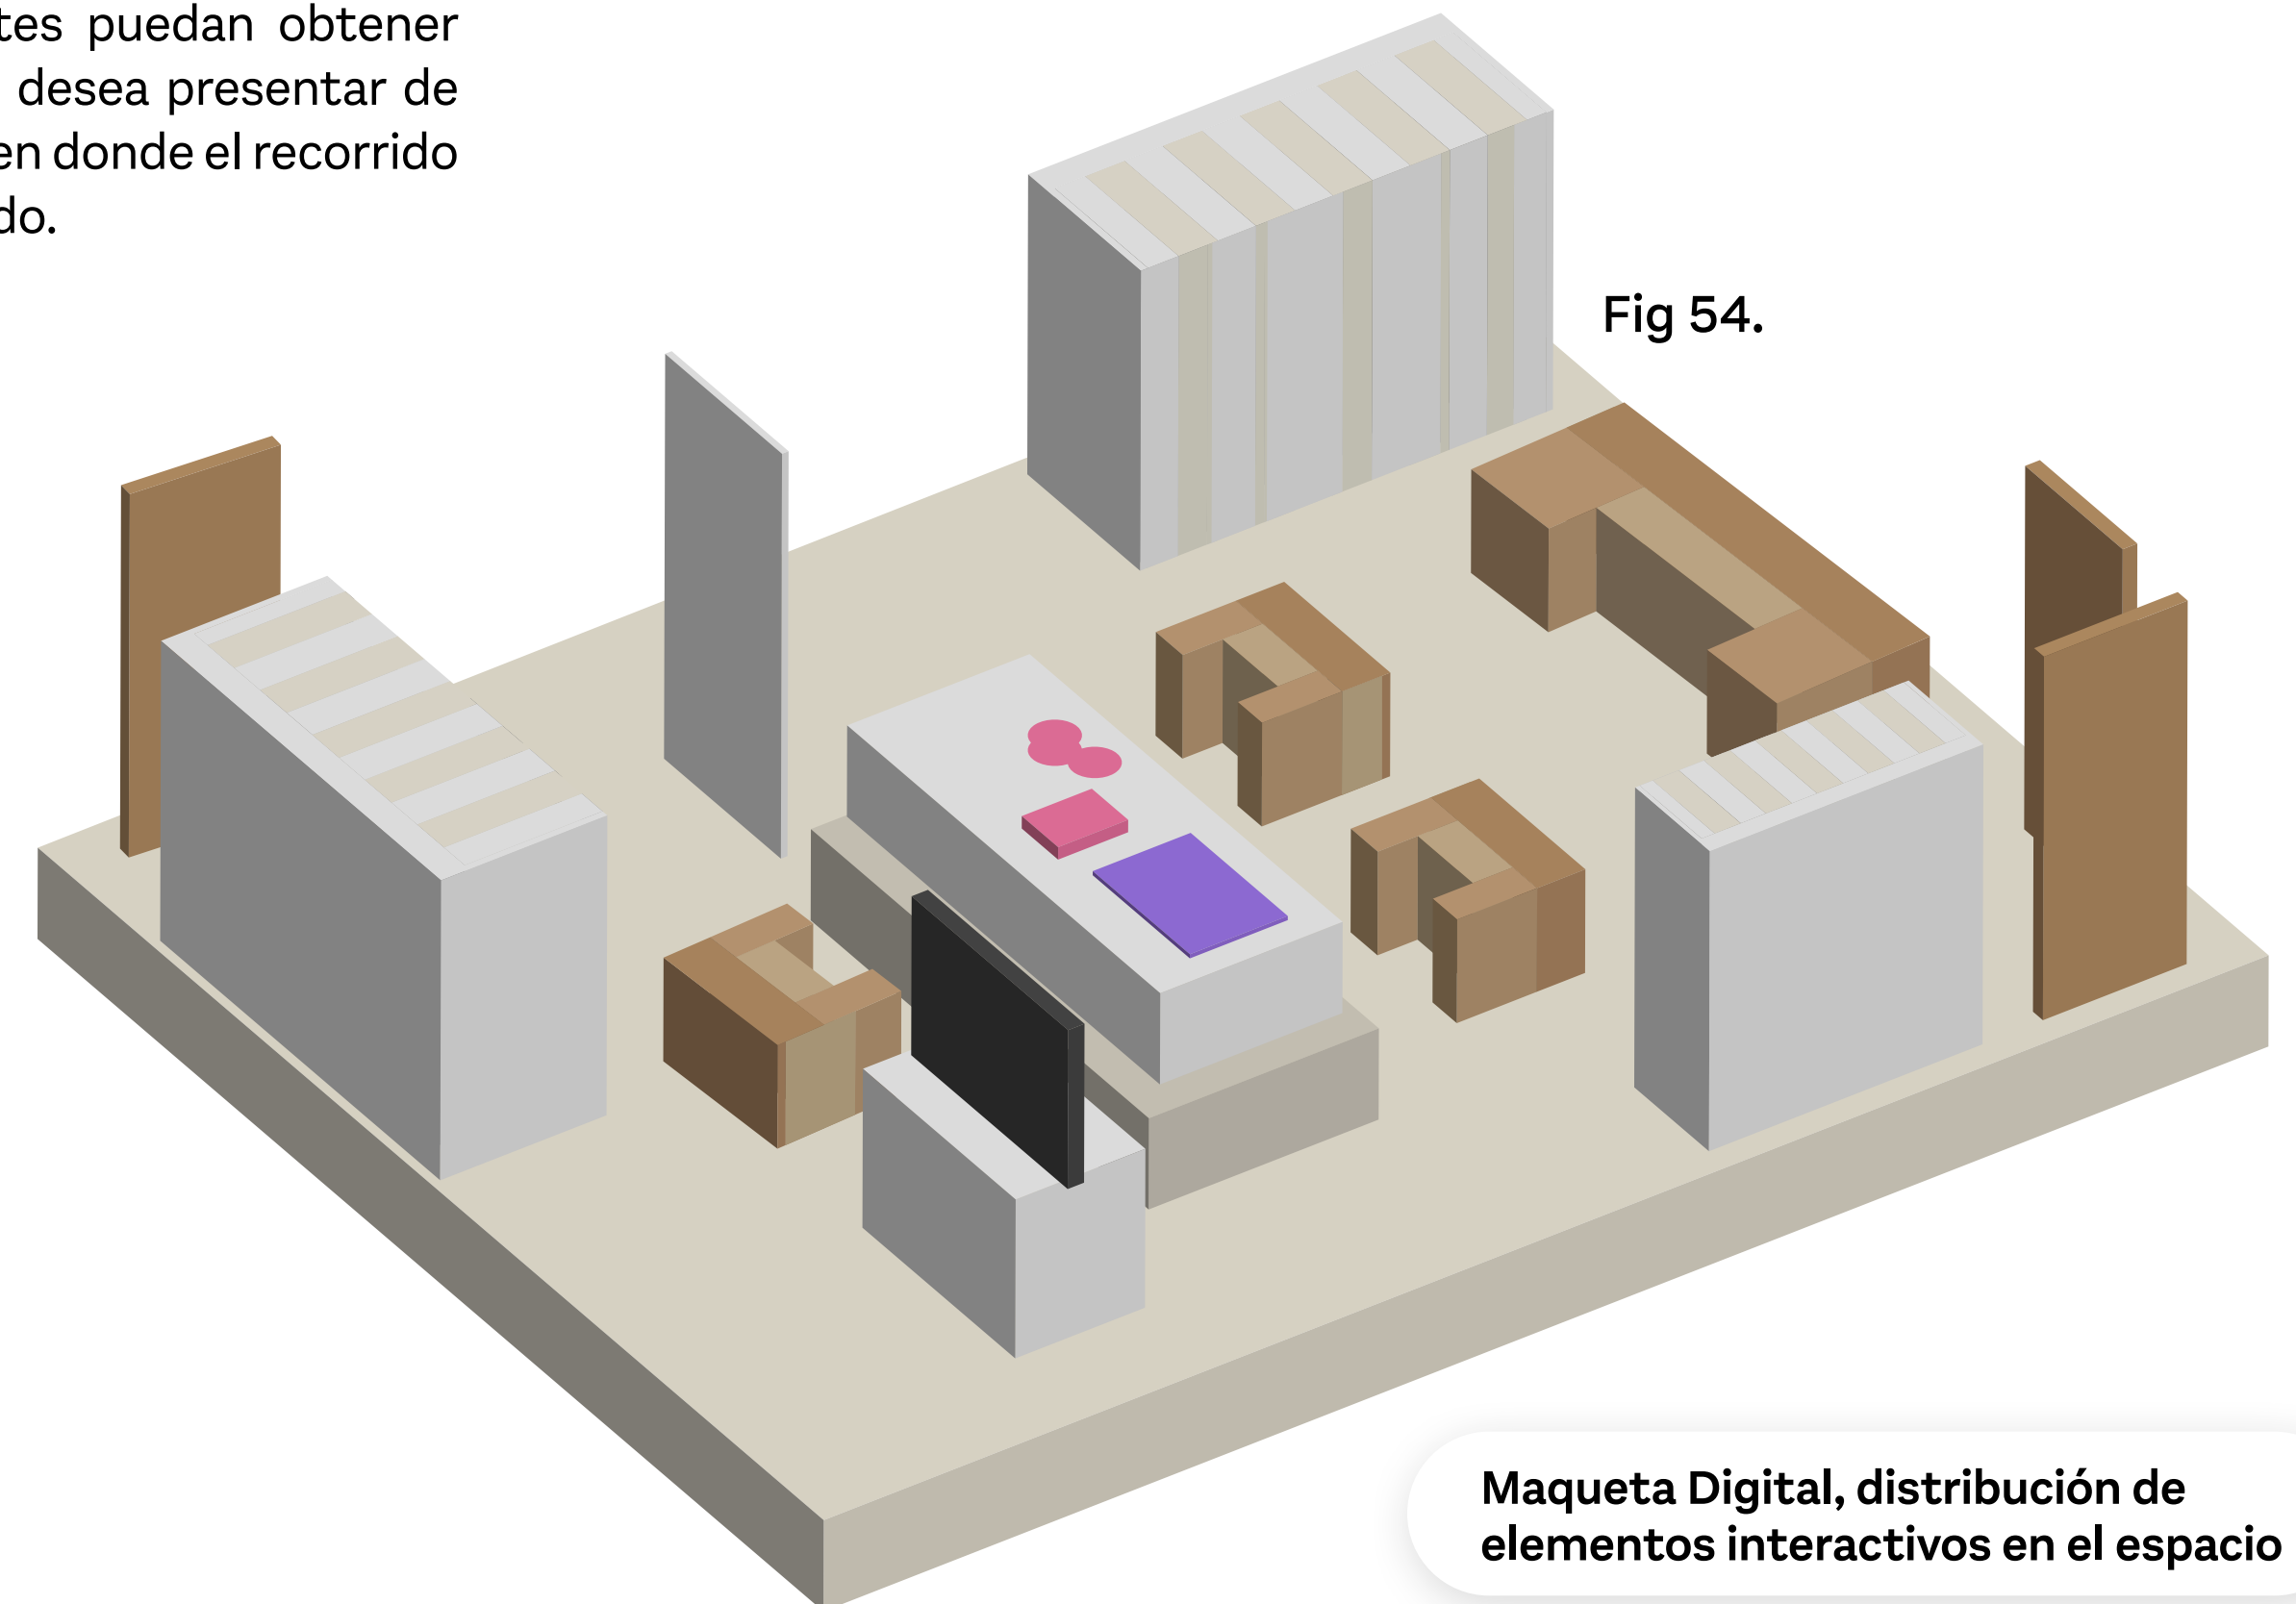 puedan obtener
desea presentar de
en donde el recorrido
do.
Fig 54.
Maqueta Digital, distribución de
elementos interactivos en el espacio